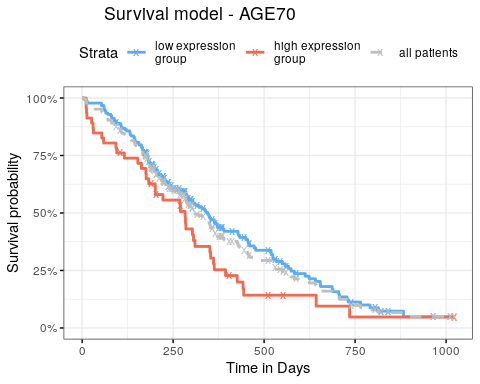 Survival model - AGE70
Strata
low expression
group
high expression
group
all patients
Survival probability
100%
75%
50%
25%
0%
0
250
500
750
1000
Time in Days